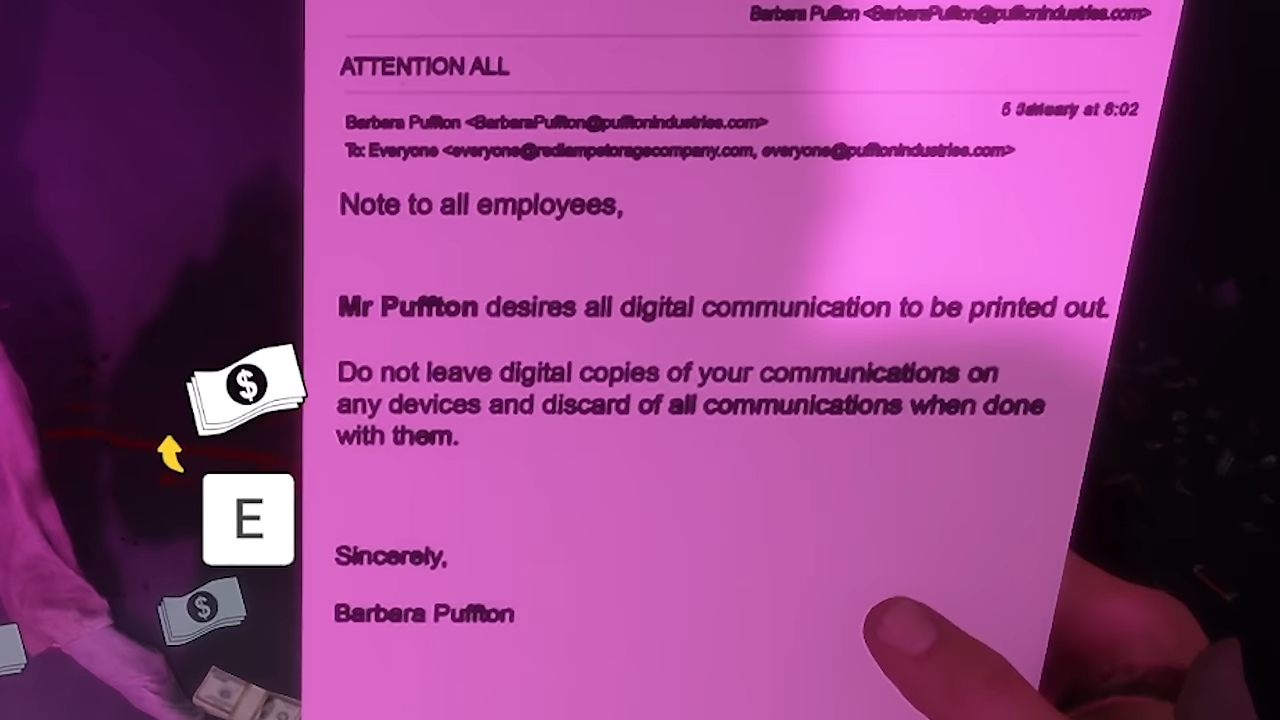 Barbara Puffton <BarbaraPuffton@pufftonindustries.com>
ATTENTION ALL
6 January at 8:02
Barbara Puffton <BarbaraPuffton@pufftonindustries.com>
To: Everyone <everyone@redlampstoragecompany.com, everyone@pufftonindustries.com>
Note to all employees,
Mr Puffton desires all digital communication to be printed out.
Do not leave digital copies of your communications on
any devices and discard of all communications when done
with them.
$
E
$
Sincerely,
Barbara Puffton